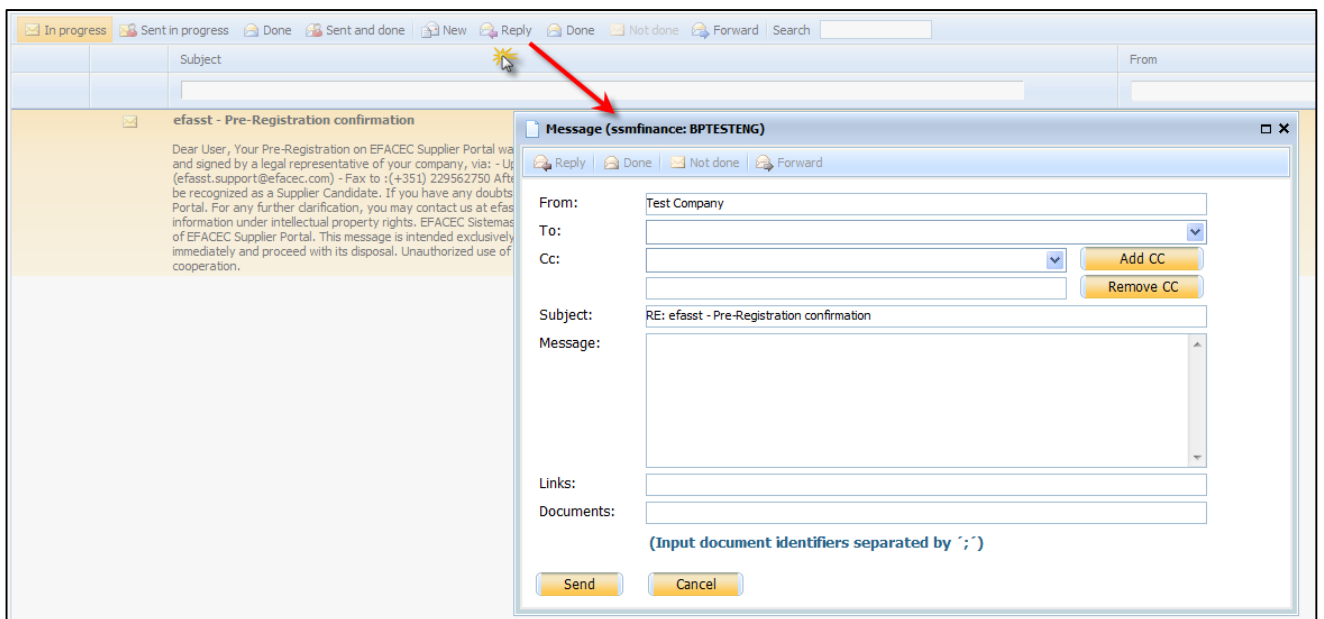 In progress Sent in progress Done Sent and done New Reply Done Not done Forward Search
Subject From
efasst - Pre-Registration confirmation
Dear User, Your Pre-Registration on EFACEC Supplier Portal wa
and signed by a legal representative of your company, via: - Up
(efasst.support@efacec.com) - Fax to :(+351) 229562750 Afte
be recognized as a Supplier Candidate. If you have any doubts
Portal. For any further clarification, you may contact us at efas
information under intellectual property rights. EFACEC Sistemas
of EFACEC Supplier Portal. This message is intended exclusively
immediately and proceed with its disposal. Unauthorized use of
cooperation.
Message (ssmfinance: BPTESTENG)
Reply Done Not done Forward
From: Test Company
To:
Cc: Add CC
Remove CC
Subject: RE: efasst - Pre-Registration confirmation
Message:
Links:
Documents:
(Input document identifiers separated by ´;´)
Send Cancel